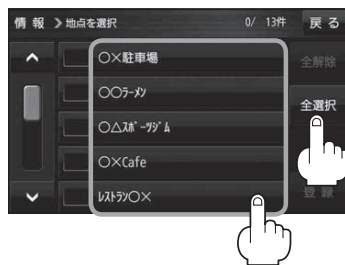 情 報 ❯地点を選択 0/ 13件 戻 る
○×駐車場 全解除
○○ﾗｰﾒﾝ
全選択
○△ｽﾎﾟｰﾂｼﾞﾑ
○×Cafe
ﾚｽﾄﾗﾝ○× 登 録